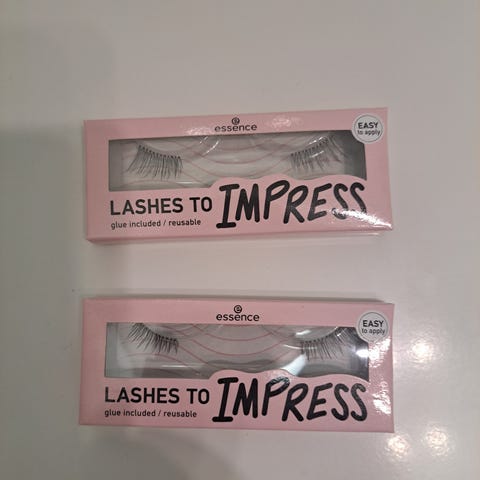 essence
EASY
to apply
LASHES TO IMPRESS
glue included / reusable
essence
EASY
to apply
LASHES TO IMPRESS
glue included / reusable